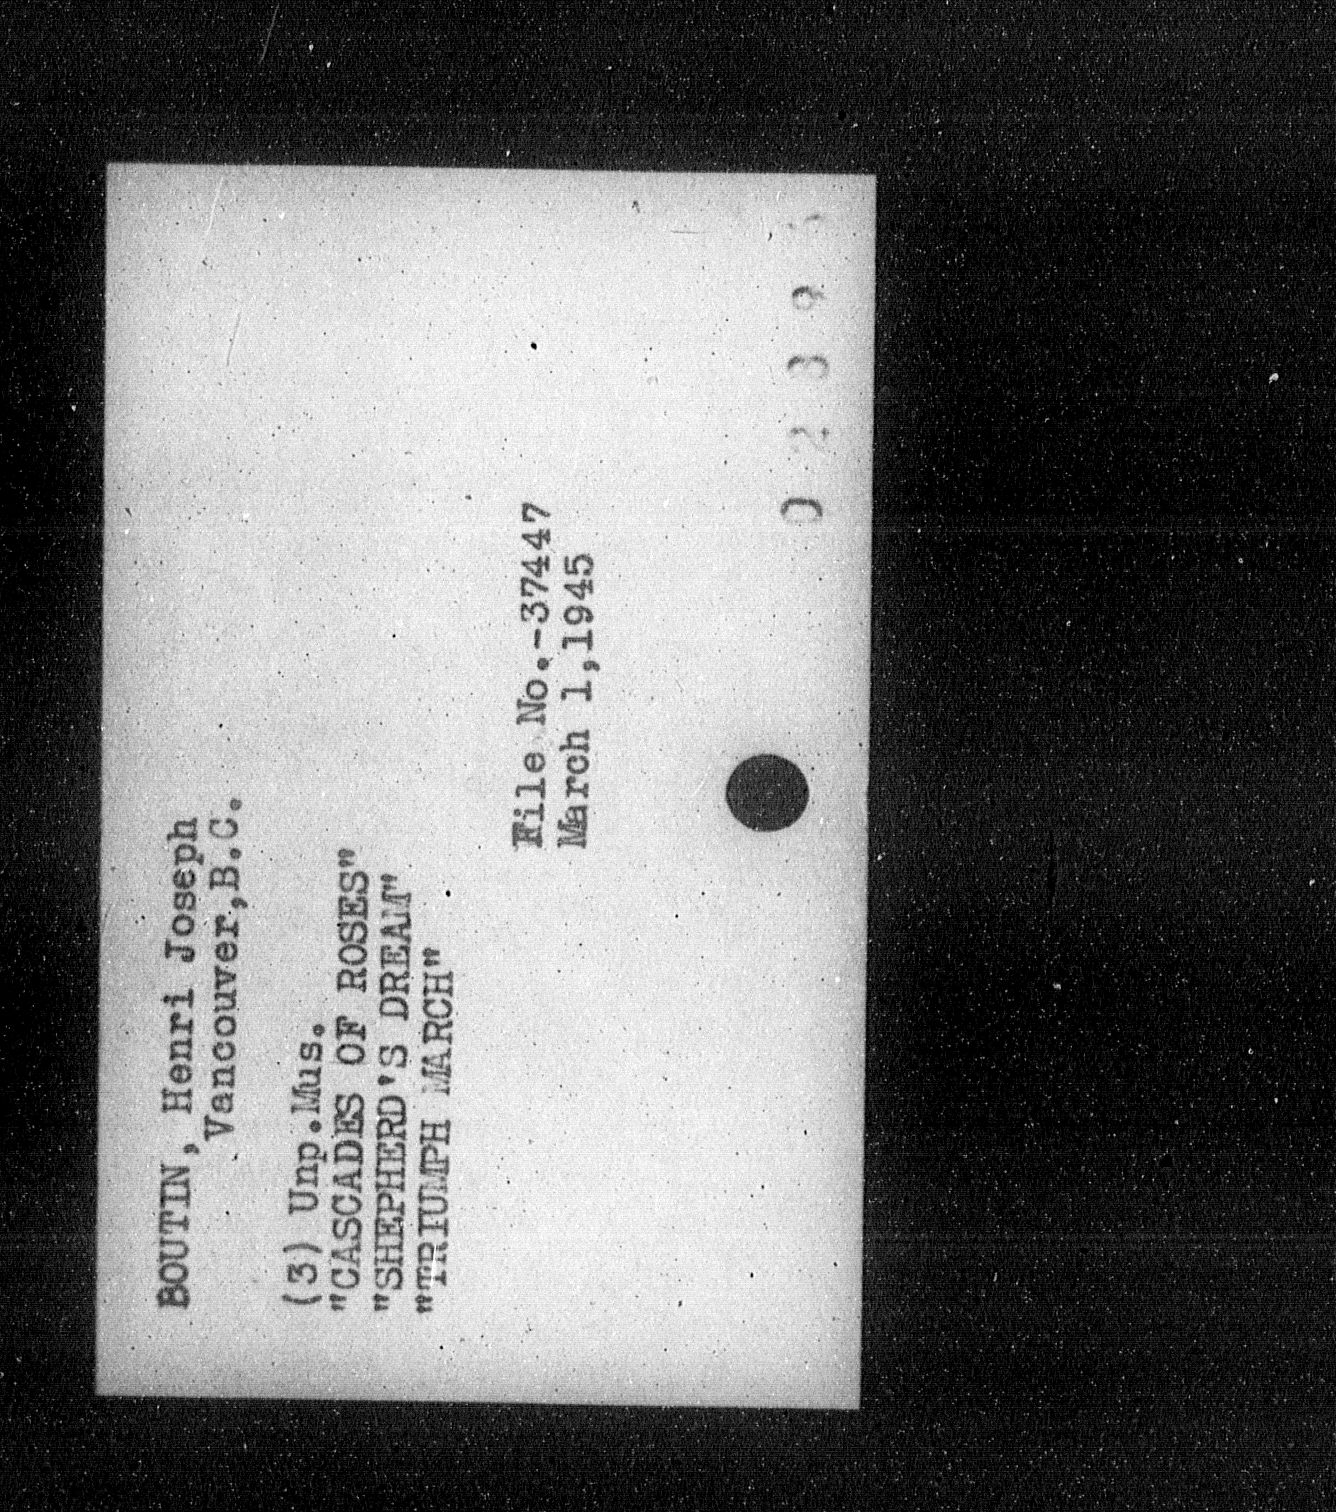 BOUTIN, Henri Joseph
Vancouver,B.C.
(3) Unp.Mus.
"CASCADES OF ROSES"
"SHEPHERD'S DREAM"
"TRIUMPH MARCH"
File No.-37447
March 1,1945